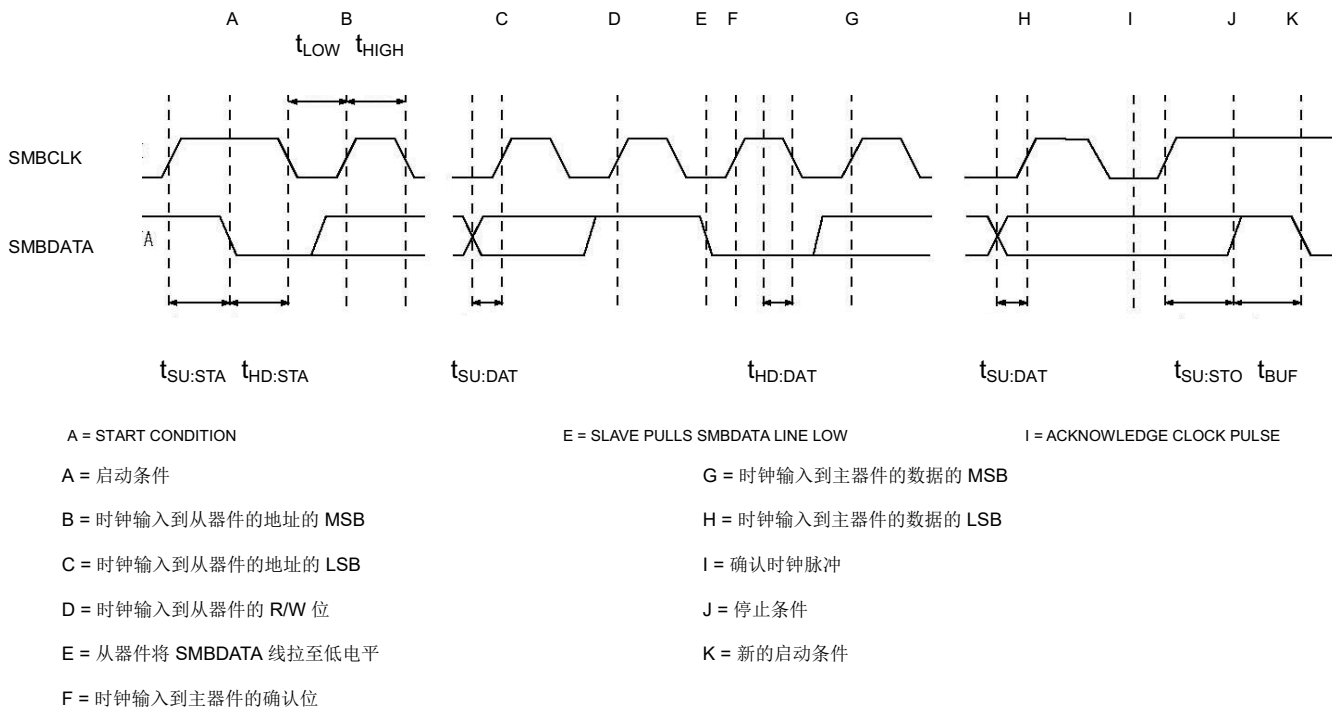 A B C D E F G H I J K
tLOW tHIGH
SMBCLK
SMBDATA
A
tSU:STA tHD:STA tSU:DAT tHD:DAT tSU:DAT tSU:STO tBUF
A = START CONDITION E = SLAVE PULLS SMBDATA LINE LOW I = ACKNOWLEDGE CLOCK PULSE
A = 启动条件
B = 时钟输入到从器件的地址的 MSB
C = 时钟输入到从器件的地址的 LSB
D = 时钟输入到从器件的 R/W 位
E = 从器件将 SMBDATA 线拉至低电平
F = 时钟输入到主器件的确认位
G = 时钟输入到主器件的数据的 MSB
H = 时钟输入到主器件的数据的 LSB
I = 确认时钟脉冲
J = 停止条件
K = 新的启动条件